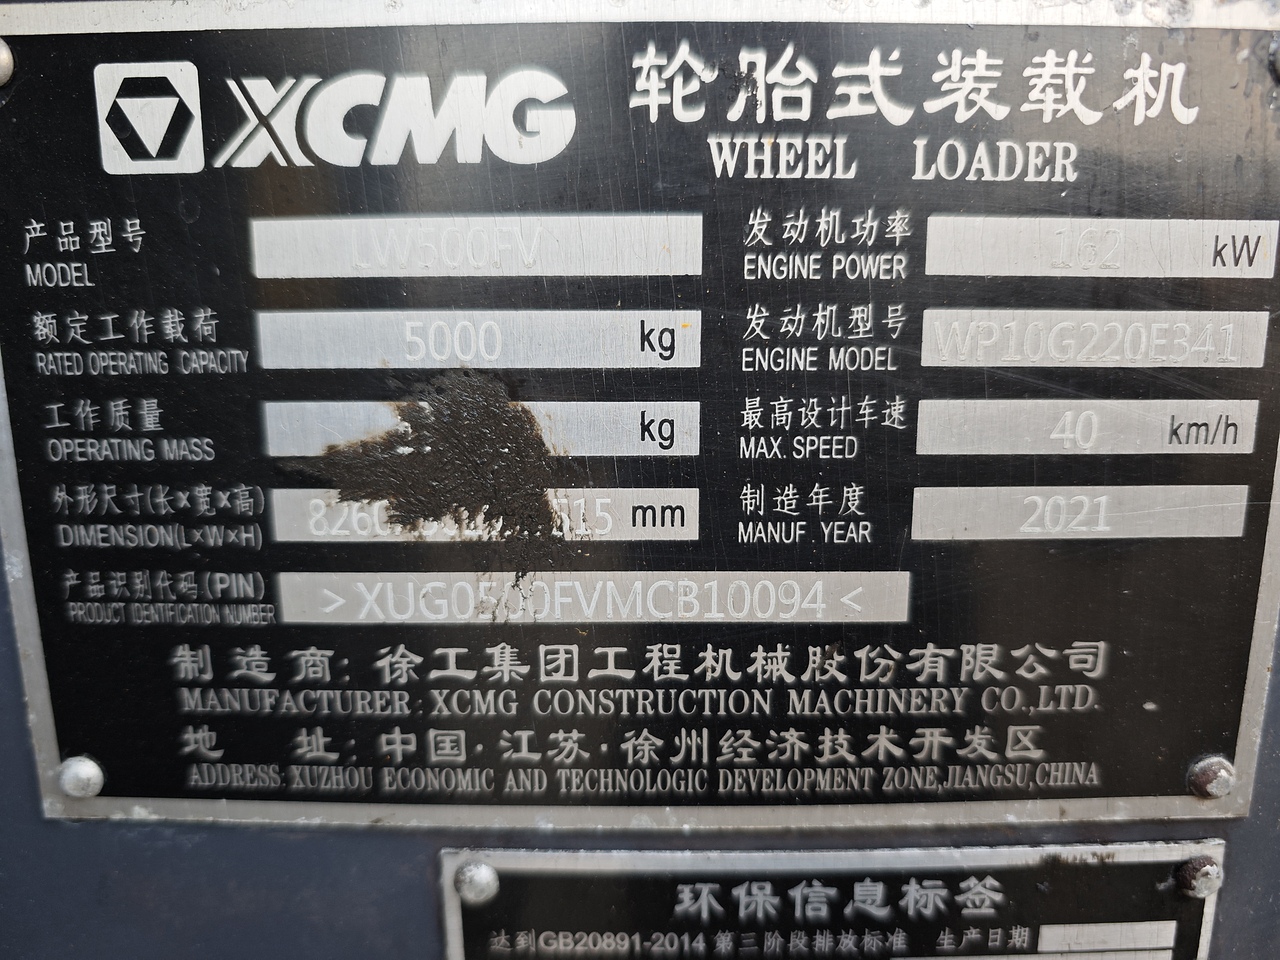 XCMG 轮胎式装载机
WHEEL LOADER
产品型号 LW500FV 发动机功率 162 kW
MODEL ENGINE POWER
额定工作载荷 5000 kg 发动机型号 WP10G220E341
RATED OPERATING CAPACITY ENGINE MODEL
工作质量 kg 最高设计车速 40 km/h
OPERATING MASS MAX. SPEED
外形尺寸(长×宽×高) mm 制造年度 2021
DIMENSION(L×W×H) MANUF. YEAR
产品识别代码(PIN) >XUG0500FVMCB10094<
PRODUCT IDENTIFICATION NUMBER
制造商: 徐工集团工程机械股份有限公司
MANUFACTURER: XCMG CONSTRUCTION MACHINERY CO.,LTD.
地址: 中国·江苏·徐州经济技术开发区
ADDRESS: XUZHOU ECONOMIC AND TECHNOLOGIC DEVELOPMENT ZONE,JIANGSU,CHINA
环保信息标签
达到GB20891-2014第三阶段排放标准 生产日期